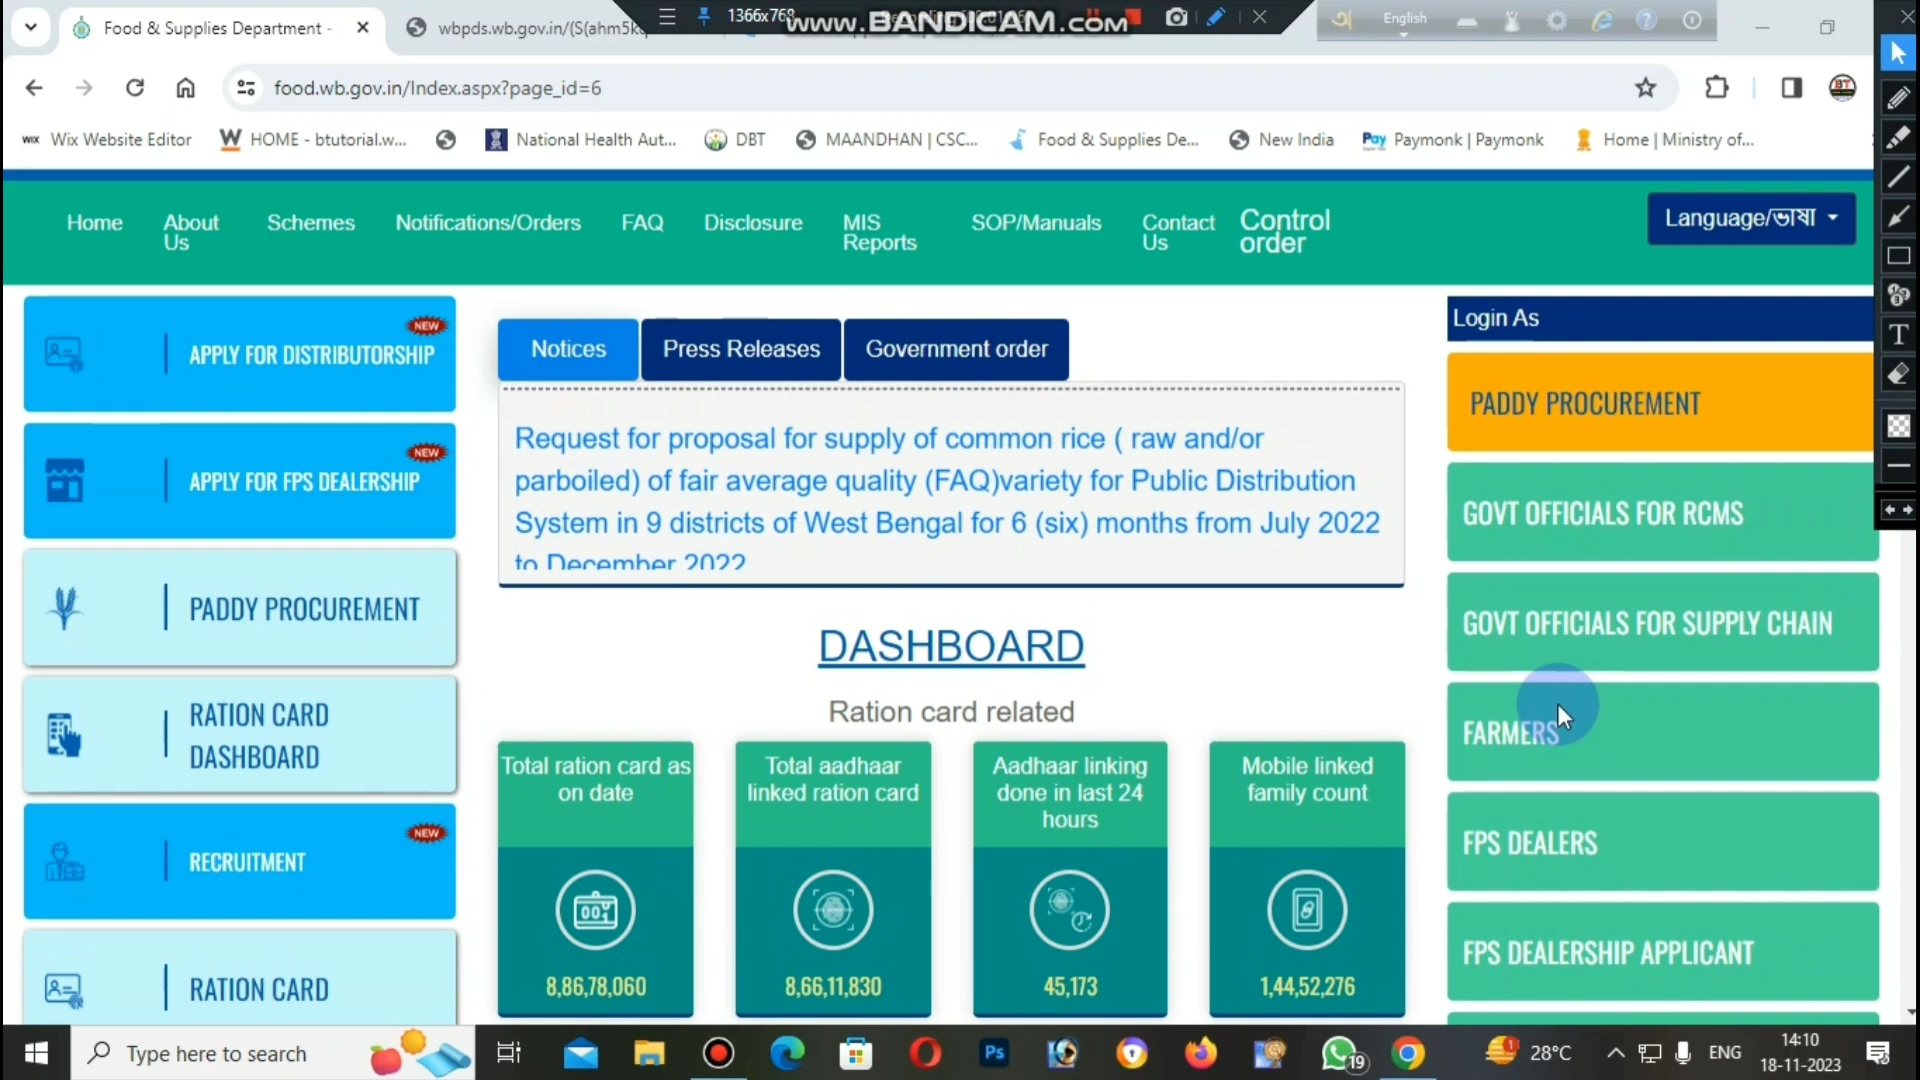 Food & Supplies Department -
wbpds.wb.gov.in/(S(ahm5k
1366x768
www.BANDICAM.com
English
food.wb.gov.in/Index.aspx?page_id=6
BT
WIX Wix Website Editor
W HOME - btutorial.w...
National Health Aut...
DBT
MAANDHAN | CSC...
Food & Supplies De...
New India
Pay Paymonk | Paymonk
Home | Ministry of...
Home
About Us
Schemes
Notifications/Orders
FAQ
Disclosure
MIS Reports
SOP/Manuals
Contact Us
Control order
Language/ভাষা
APPLY FOR DISTRIBUTORSHIP
NEW
APPLY FOR FPS DEALERSHIP
NEW
PADDY PROCUREMENT
RATION CARD
DASHBOARD
RECRUITMENT
NEW
RATION CARD
Notices
Press Releases
Government order
Request for proposal for supply of common rice ( raw and/or
parboiled) of fair average quality (FAQ)variety for Public Distribution
System in 9 districts of West Bengal for 6 (six) months from July 2022
to December 2022
DASHBOARD
Ration card related
Total ration card as
on date
001
8,86,78,060
Total aadhaar
linked ration card
8,66,11,830
Aadhaar linking
done in last 24
hours
45,173
Mobile linked
family count
1,44,52,276
Login As
PADDY PROCUREMENT
GOVT OFFICIALS FOR RCMS
GOVT OFFICIALS FOR SUPPLY CHAIN
FARMERS
FPS DEALERS
FPS DEALERSHIP APPLICANT
T
Type here to search
Ps
19
1
28°C
ENG
14:10
18-11-2023